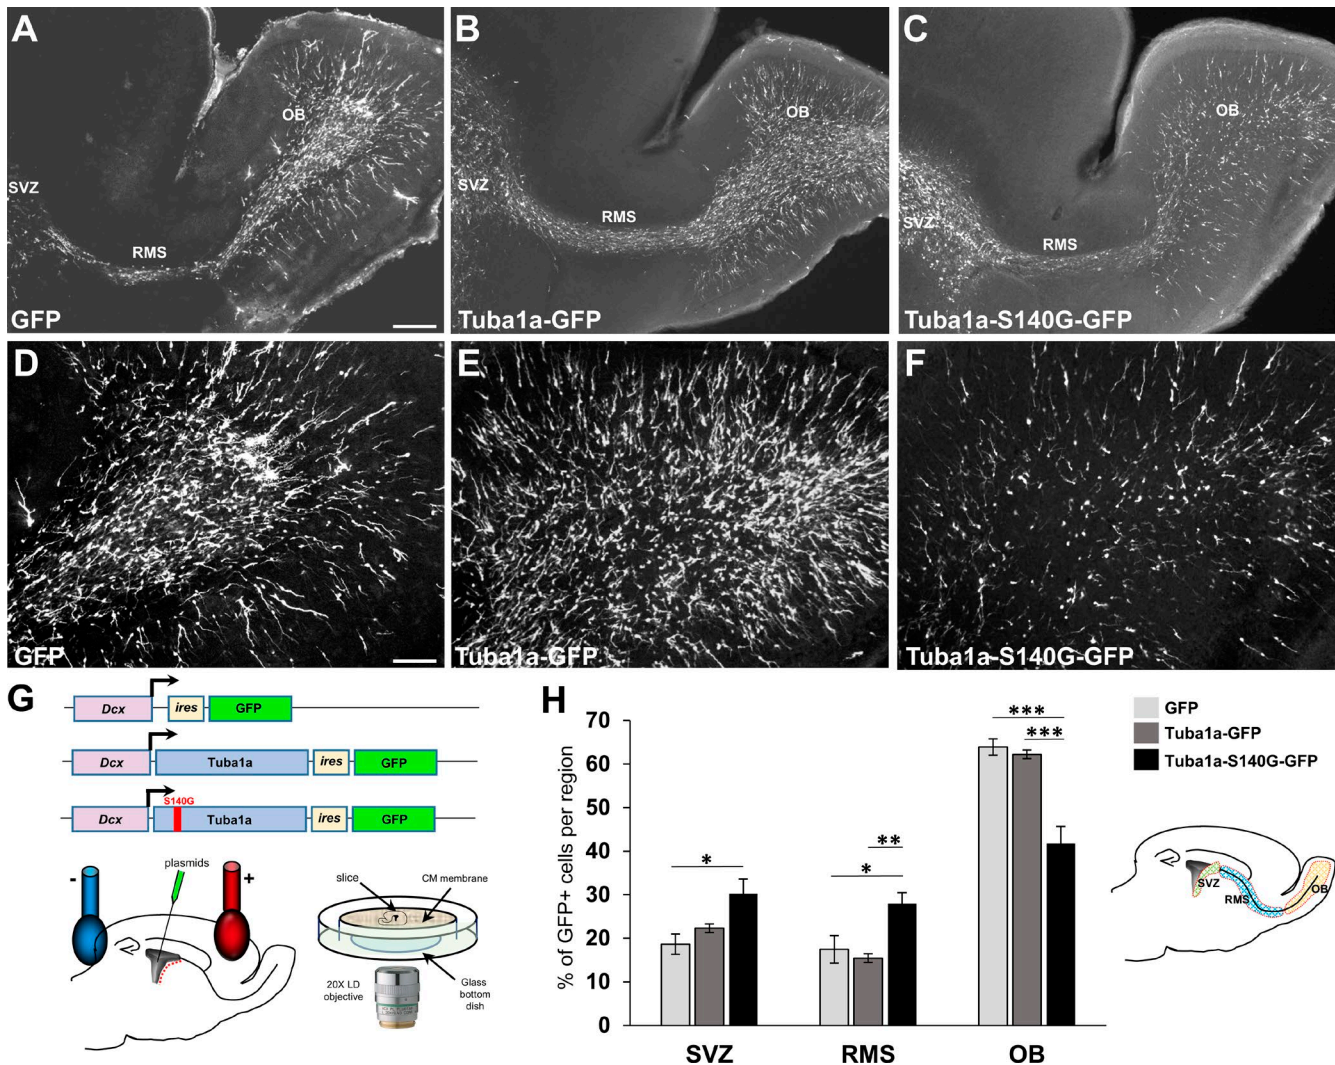 A
OB
SVZ
RMS
GFP
B
OB
SVZ
RMS
Tuba1a-GFP
C
OB
SVZ
RMS
Tuba1a-S140G-GFP
D
GFP
E
Tuba1a-GFP
F
Tuba1a-S140G-GFP
G
Dcx ires GFP
Dcx Tuba1a ires GFP
S140G
Dcx Tuba1a ires GFP
plasmids
- +
slice CM membrane
20X LD
objective
Glass
bottom
dish
H
% of GFP+ cells per region
70
60
50
40
30
20
10
0
*
**
*
***
***
SVZ RMS OB
GFP
Tuba1a-GFP
Tuba1a-S140G-GFP
SVZ
RMS
OB